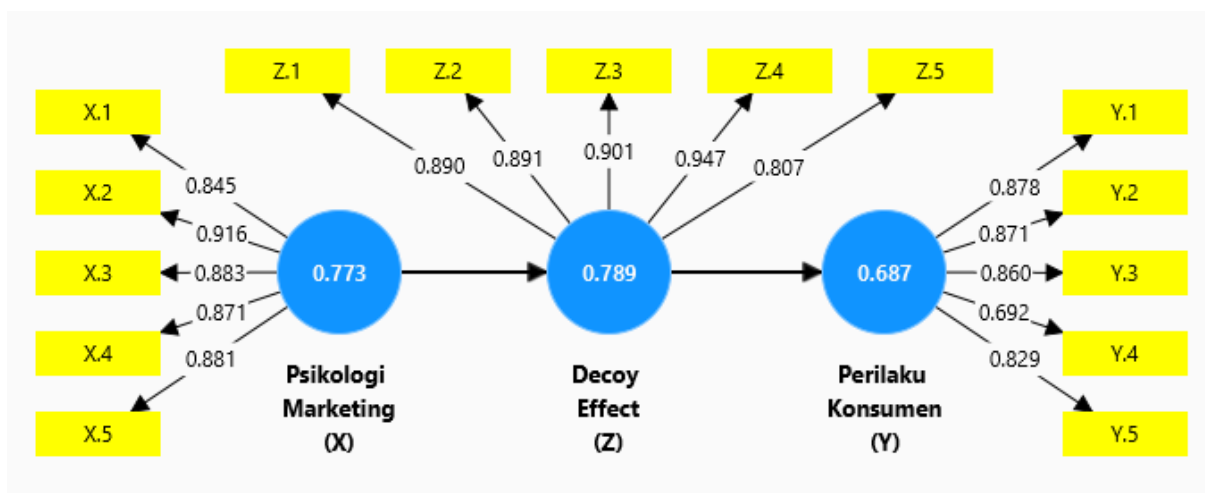 Z.1
Z.2
Z.3
Z.4
Z.5
X.1
X.2
X.3
X.4
X.5
0.845
0.916
0.883
0.871
0.881
0.890
0.891
0.901
0.947
0.807
0.773
0.789
0.687
Psikologi
Marketing
(X)
Decoy
Effect
(Z)
Perilaku
Konsumen
(Y)
0.878
0.871
0.860
0.692
0.829
Y.1
Y.2
Y.3
Y.4
Y.5